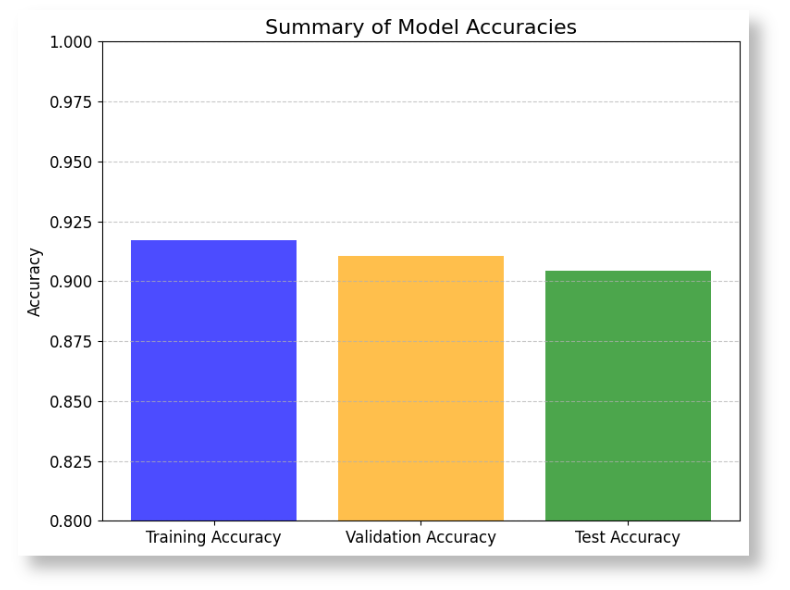 Summary of Model Accuracies
1.000
0.975
0.950
0.925
0.900
0.875
0.850
0.825
0.800
Accuracy
Training Accuracy
Validation Accuracy
Test Accuracy